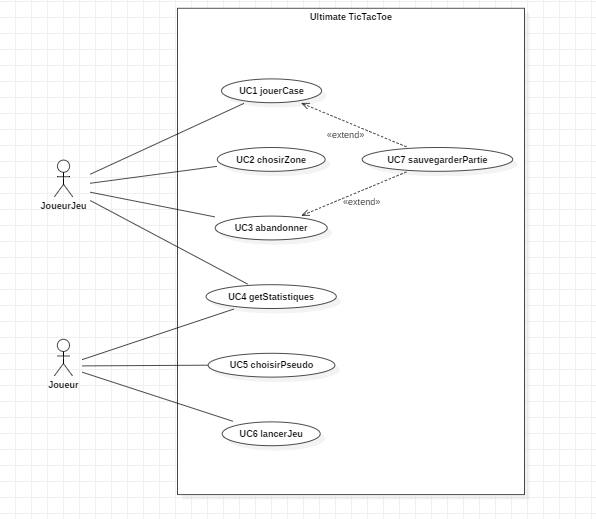 Ultimate TicTacToe
UC1 jouerCase
«extend»
UC2 chosirZone
UC7 sauvegarderPartie
JoueurJeu
«extend»
UC3 abandonner
UC4 getStatistiques
UC5 choisirPseudo
Joueur
UC6 lancerJeu